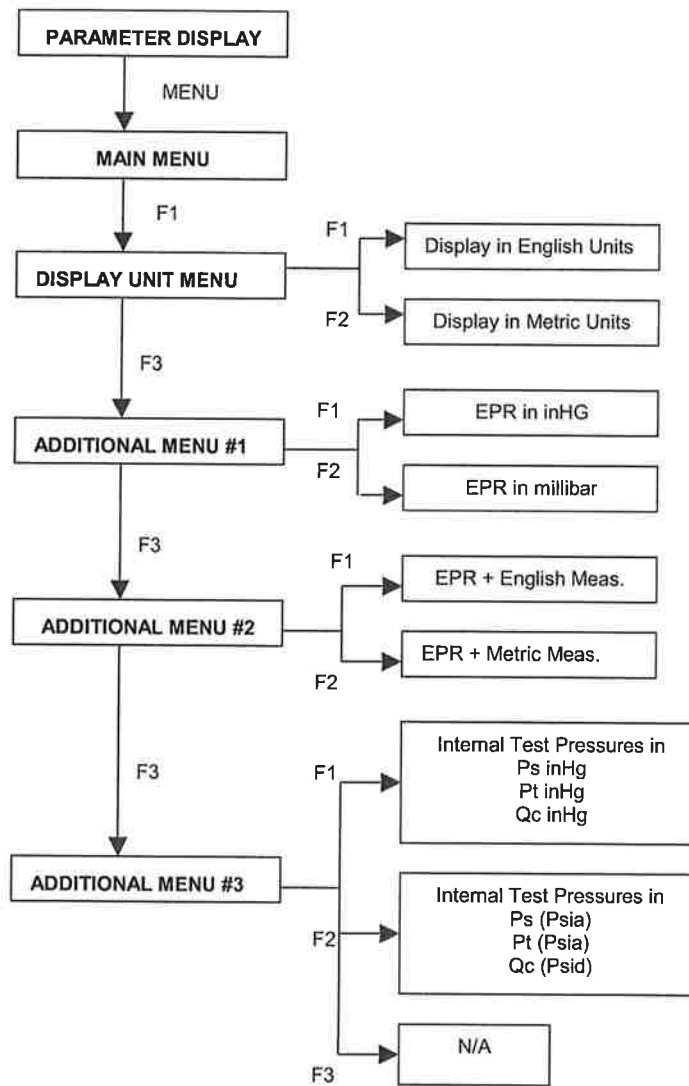 PARAMETER DISPLAY
MENU
MAIN MENU
F1
DISPLAY UNIT MENU
F1
Display in English Units
F2
Display in Metric Units
F3
ADDITIONAL MENU #1
F1
EPR in inHG
F2
EPR in millibar
F3
ADDITIONAL MENU #2
F1
EPR + English Meas.
F2
EPR + Metric Meas.
F3
ADDITIONAL MENU #3
F1
Internal Test Pressures in
Ps inHg
Pt inHg
Qc inHg
F2
Internal Test Pressures in
Ps (Psia)
Pt (Psia)
Qc (Psid)
F3
N/A